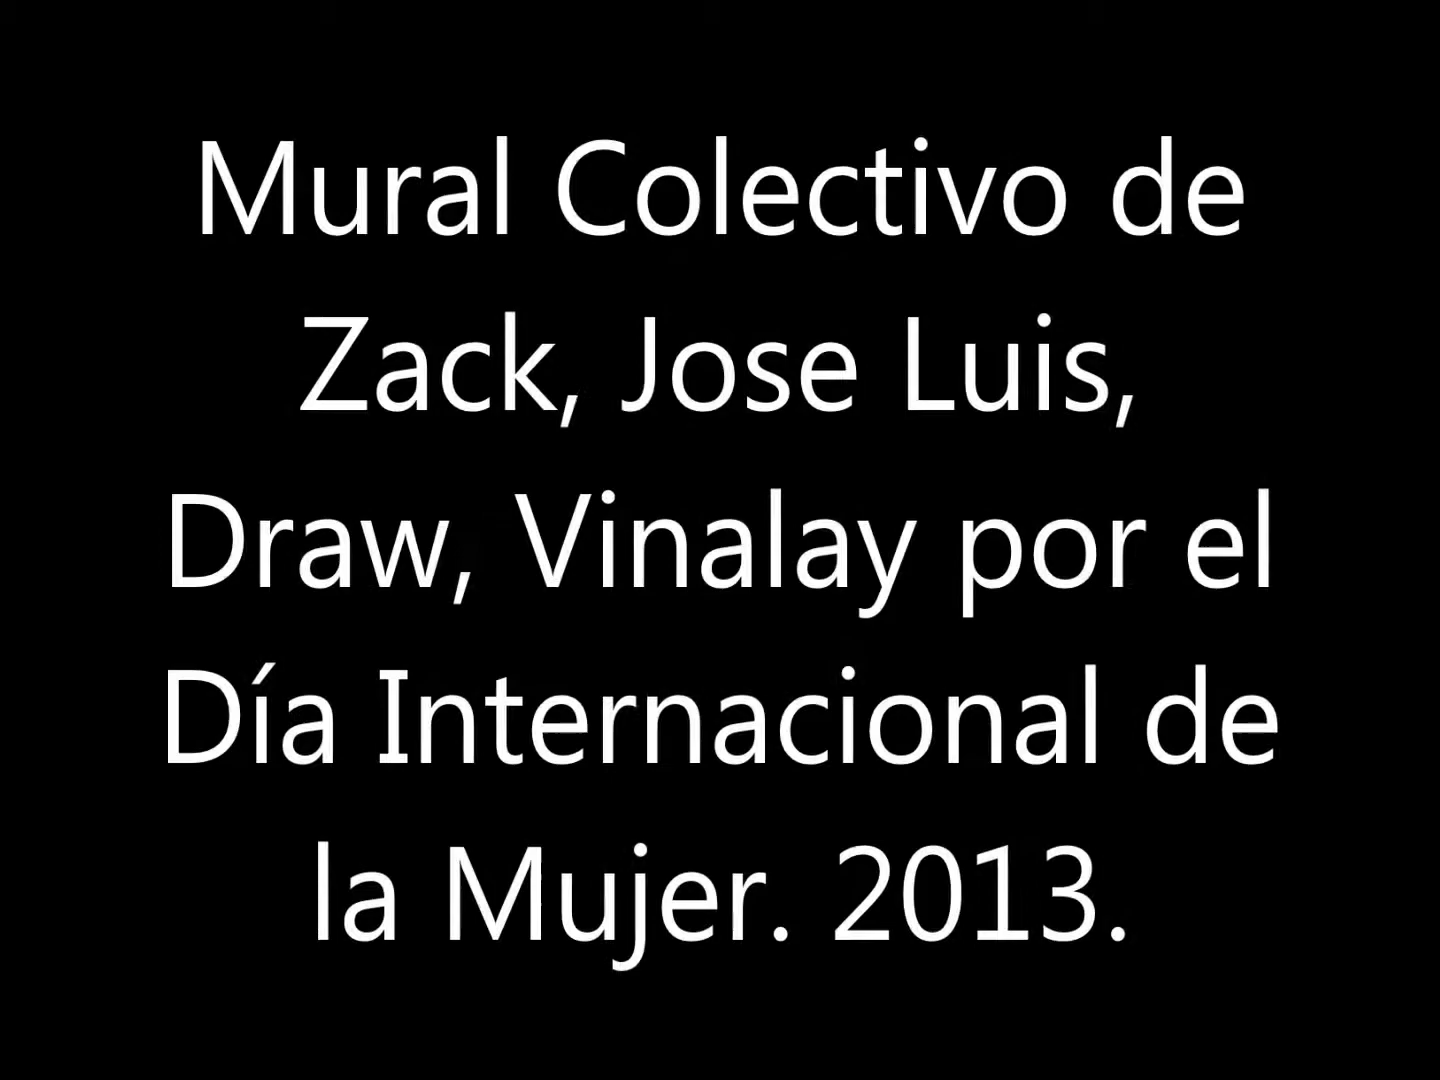 Mural Colectivo de
Zack, Jose Luis,
Draw, Vinalay por el
Día Internacional de
la Mujer. 2013.